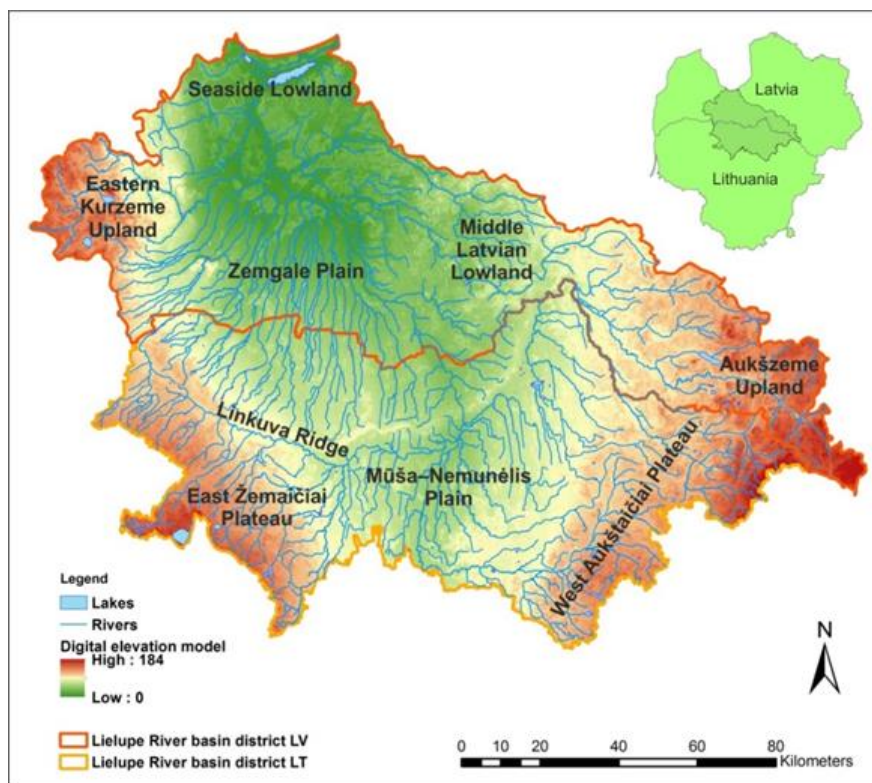 Seaside Lowland
Latvia
Lithuania
Eastern
Kurzeme
Upland
Middle
Latvian
Lowland
Zemgale Plain
Aukšzeme
Upland
Linkuva Ridge
Mūša–Nemunėlis
Plain
East Žemaičiai
Plateau
West Aukštaičiai Plateau
Legend
Lakes
Rivers
Digital elevation model
High : 184
Low : 0
Lielupe River basin district LV
Lielupe River basin district LT
N
0 10 20 40 60 80
Kilometers